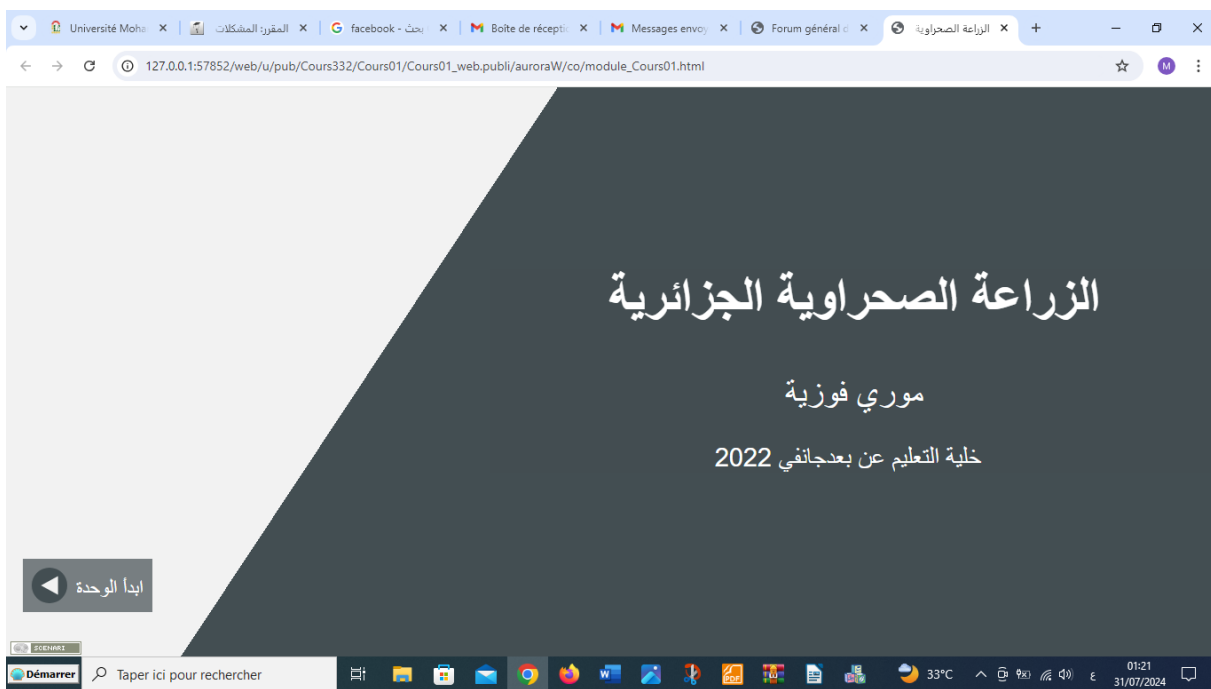 Université Moha
المقرر: المشكلات
facebook - بحث
Boîte de récepti
Messages envoy
Forum général d
الزراعة الصحراوية
127.0.0.1:57852/web/u/pub/Cours332/Cours01/Cours01_web.publi/auroraW/co/module_Cours01.html
M
الزراعة الصحراوية الجزائرية
موري فوزية
خلية التعليم عن بعدجانفي 2022
ابدأ الوحدة
SCENARI
Démarrer
Taper ici pour rechercher
33°C
ع
01:21
31/07/2024